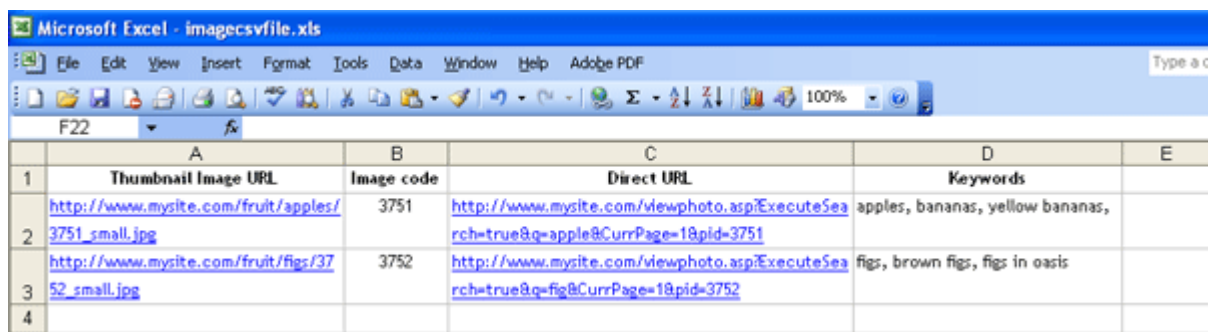 Microsoft Excel - imagecsvfile.xls
File Edit View Insert Format Tools Data Window Help Adobe PDF Type a
100%
F22 fx
A B C D E
1 Thumbnail Image URL Image code Direct URL Keywords
http://www.mysite.com/fruit/apples/ 3751 http://www.mysite.com/viewphoto.asp?ExecuteSea apples, bananas, yellow bananas,
2 3751_small.jpg rch=true&q=apple&CurrPage=1&pid=3751
http://www.mysite.com/fruit/figs/37 3752 http://www.mysite.com/viewphoto.asp?ExecuteSea figs, brown figs, figs in oasis
3 52_small.jpg rch=true&q=fig&CurrPage=1&pid=3752
4